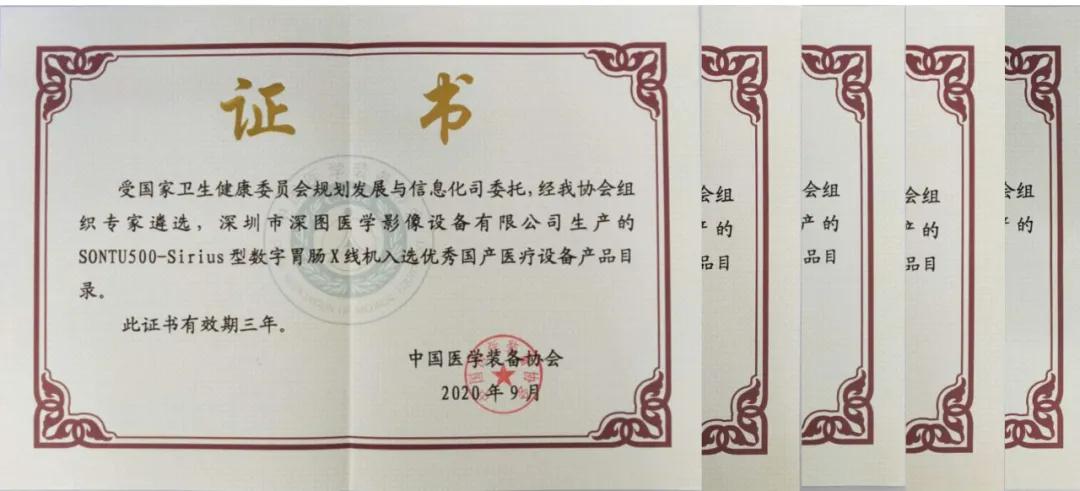 证 书
受国家卫生健康委员会规划发展与信息化司委托,经我协会组
织专家遴选,深圳市深图医学影像设备有限公司生产的
SONTU500-Sirius型数字胃肠X线机入选优秀国产医疗设备产品目
录。
此证书有效期三年。
中国医学装备协会
2020年9月
会组
产的
品目
会组
产的
品目
会组
产的
品目
会组
产的
品目